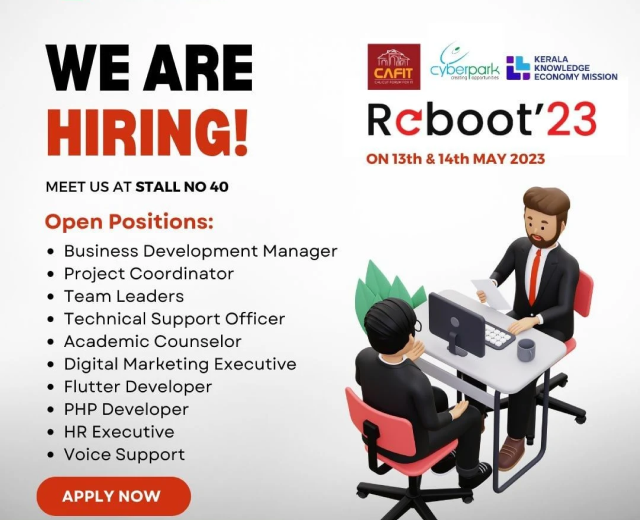 WE ARE
HIRING!
MEET US AT STALL NO 40
Open Positions:
• Business Development Manager
• Project Coordinator
• Team Leaders
• Technical Support Officer
• Academic Counselor
• Digital Marketing Executive
• Flutter Developer
• PHP Developer
• HR Executive
• Voice Support
APPLY NOW
CAFIT
cyberpark
creating opportunities
KERALA
KNOWLEDGE
ECONOMY MISSION
Reboot'23
ON 13th & 14th MAY 2023